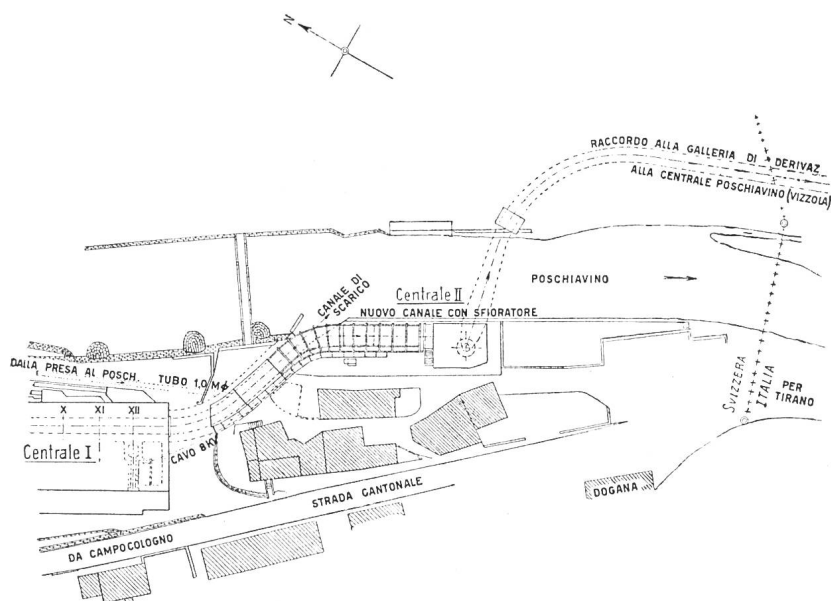 N
RACCORDO ALLA GALLERIA DI DERIVAZ.
ALLA CENTRALE POSCHIAVINO (VIZZOLA)
POSCHIAVINO
CANALE DI
SCARICO
Centrale II
NUOVO CANALE CON SFIORATORE
DALLA PRESA AL POSCH.
TUBO 1,0 Mϕ
X XI XII
Centrale I
CAVO 8KV
SVIZZERA
ITALIA
PER
TIRANO
STRADA CANTONALE
DOGANA
DA CAMPOCOLOGNO